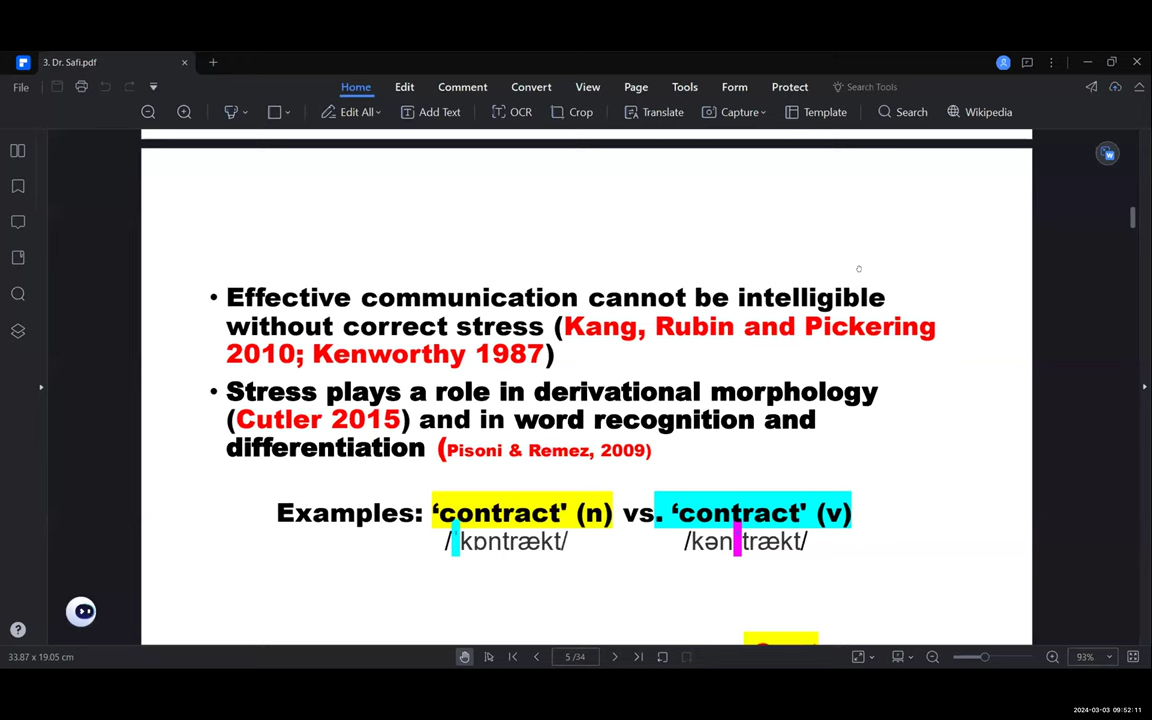 3. Dr. Safi.pdf
File
Home Edit Comment Convert View Page Tools Form Protect Search Tools
Edit All Add Text OCR Crop Translate Capture Template Search Wikipedia
• Effective communication cannot be intelligible
without correct stress (Kang, Rubin and Pickering
2010; Kenworthy 1987)
• Stress plays a role in derivational morphology
(Cutler 2015) and in word recognition and
differentiation (Pisoni & Remez, 2009)
Examples: ‘contract' (n) vs. ‘contract' (v)
/ˈkɒntrækt/ /kənˈtrækt/
33.87 x 19.05 cm
5 /34
93%
2024-03-03 09:52:11